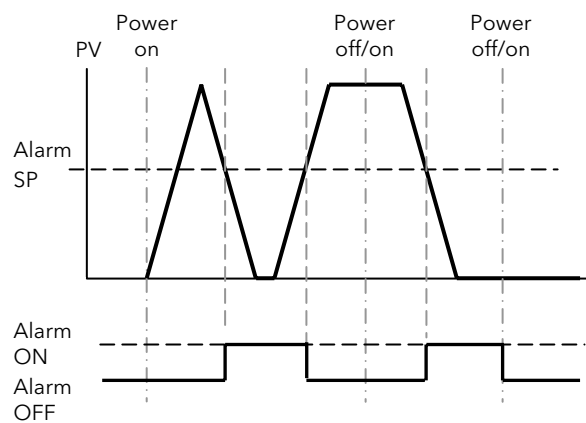 Power
on
Power
off/on
Power
off/on
PV
Alarm
SP
Alarm
ON
Alarm
OFF